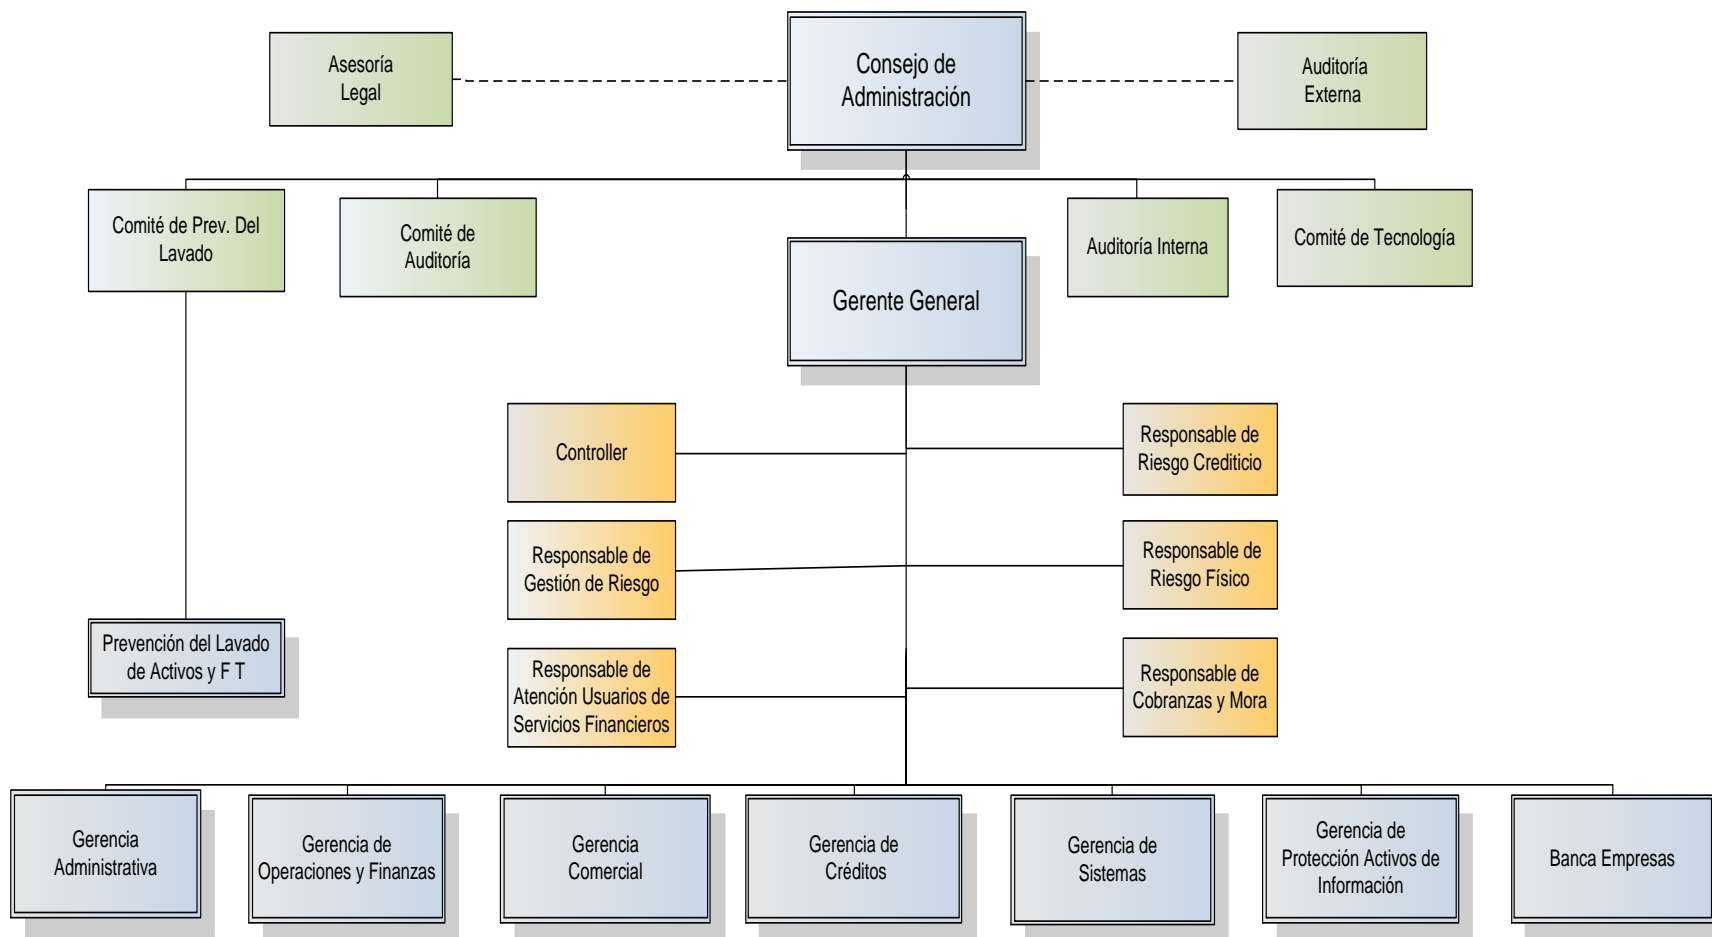 Asesoría
Legal
Consejo de
Administración
Auditoría
Externa
Comité de Prev. Del
Lavado
Comité de
Auditoría
Auditoría Interna
Comité de Tecnología
Gerente General
Controller
Responsable de
Riesgo Crediticio
Responsable de
Gestión de Riesgo
Responsable de
Riesgo Físico
Prevención del Lavado
de Activos y F T
Responsable de
Atención Usuarios de
Servicios Financieros
Responsable de
Cobranzas y Mora
Gerencia
Administrativa
Gerencia de
Operaciones y Finanzas
Gerencia
Comercial
Gerencia de
Créditos
Gerencia de
Sistemas
Gerencia de
Protección Activos de
Información
Banca Empresas